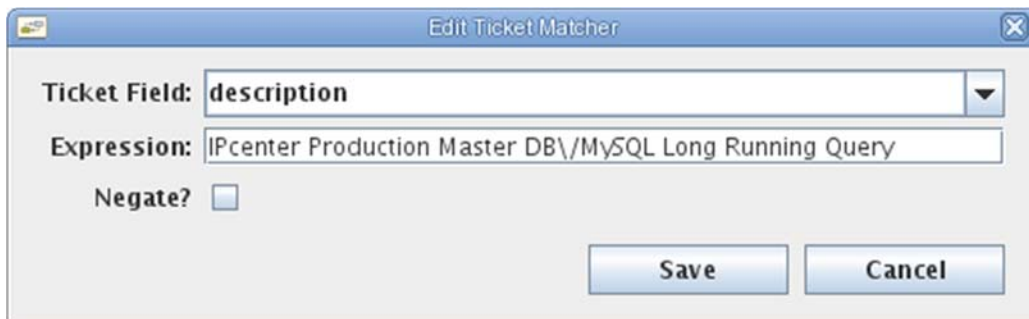 Edit Ticket Matcher
Ticket Field: description
Expression: IPcenter Production Master DB\/MySQL Long Running Query
Negate?
Save Cancel